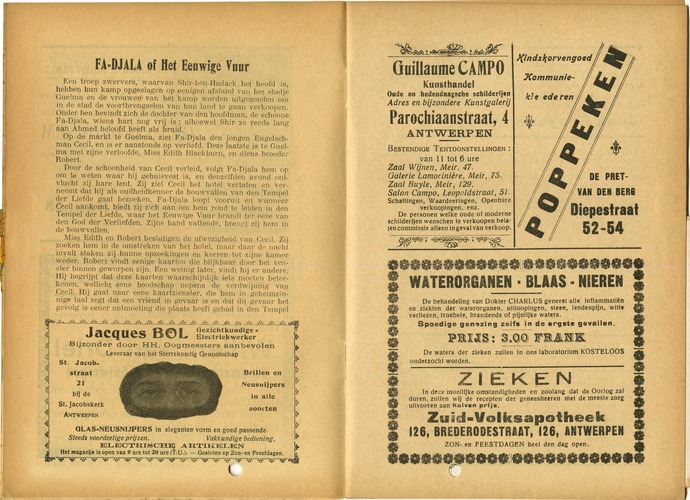 FA-DJALA of Het Eeuwige Vuur
Een troep zwervers, waarvan Shir-ben-Hadack het hoofd is,
hebben hun kamp opgeslagen op eenigen afstand van het stadje
Guelma en de vrouwen van het kamp worden uitgezonden om
in de stad de voortbrengselen van hun land te gaan verkoopen.
Onder hen bevindt zich de dochter van den hoofdman, de schoone
Fa-Djala, wiens hart nog vrij is; alhoewel Shir ze reeds lang
aan Ahmed beloofd heeft als bruid.
Op de markt te Guelma, ziet Fa-Djala den jongen Engelsch-
man Cecil, en is er aanstonds op verliefd. Deze laatste is te Guel-
ma met zijne verloofde, Miss Edith Blackburn, en diens broeder
Robert.
Door de schoonheid van Cecil verleid, volgt Fa-Djala hem op
om te weten waar hij gehuisvest is, en denzelfden avond ont-
vlucht zij hare tent. Zij ziet Cecil het hotel verlaten en ver-
neemt dat hij als oudheidkenner de bouwvallen van den Tempel
der Liefde gaat bezoeken. Fa-Djala loopt vooruit en wanneer
Cecil aankomt, biedt zij zich aan om hem rond te leiden in den
Tempel der Liefde, waar het Eeuwige Vuur brandt ter eere van
den God der Verliefden. Zijne hand vattende, brengt zij hem in
de bouwvallen.
Miss Edith en Robert bestatigen de afwezigheid van Cecil. Zij
zoeken hem in de omstreken van het hotel, maar daar de nacht
invalt staken zij hunne opzoekingen en keeren tot zijne kamer
weder. Robert vindt eenige kaarten die blijkbaar door het ven-
ster binnen geworpen zijn. Een weinig later, vindt hij er andere.
Hij begrijpt dat deze kaarten waarschijnlijk iets moeten betee-
kenen, wellicht eene boodschap nopens de verdwijning van
Cecil. Hij gaat naar eene kaartzienster, die hem in geheimzin-
nige taal zegt dat een vriend in gevaar is en dat dit gevaar het
gevolg is eener ontmoeting die plaats heeft gehad in den Tempel
Jacques BOL Gezichtkundige-
Electriekwerker
Bijzonder door HH. Oogmeesters aanbevolen
Leveraar van het Sterrekundig Genootschap
St. Jacob-
straat
21
bij de
St. Jacobskerk
ANTWERPEN
Brillen en
Neusnijpers
in alle
soorten
GLAS-NEUSNIJPERS in eleganten vorm en goed passende.
Steeds voordeelige prijzen. Vakkundige bediening.
ELECTRISCHE ARTIKELEN
Het magazijn is open van 9 ure tot 20 ure (T.U.). — Gesloten op Zon- en Feestdagen.
Guillaume CAMPO
Kunsthandel
Oude en hedendaagsche schilderijen
Adres en bijzondere Kunstgalerij
Parochiaanstraat, 4
ANTWERPEN
BESTENDIGE TENTOONSTELLINGEN:
van 11 tot 6 ure
Zaal Wijnen, Meir, 47.
Galerie Lamorinière, Meir, 75.
Zaal Buyle, Meir, 129.
Salon Campo, Leopoldstraat, 51.
Schattingen, Waardeeringen, Openbare
verkoopingen, enz.
De personen welke oude of moderne
schilderijen wenschen te verkoopen beta-
len commissie alleen in geval van verkoop.
Kindskorvengoed
Kommunie-
kleederen
POPPEKEN
DE PRET-
VAN DEN BERG
Diepestraat
52-54
WATERORGANEN - BLAAS - NIEREN
De behandeling van Dokter CHARLUS geneest alle inflammatiën
en ziekten der waterorganen, uitloopingen, steen, lendenpijn, witte
verliezen, troebele, brandende of pijnlijke waters.
Spoedige genezing zelfs in de ergste gevallen.
PRIJS: 3.00 FRANK
De waters der zieken zullen in ons laboratorium KOSTELOOS
onderzocht worden.
ZIEKEN
In deze moeilijke omstandigheden en zoolang dat de Oorlog zal
duren, zullen wij de recepten der geneesheeren met de meeste zorg
uitvoeren aan halven prijs.
Zuid-Volksapotheek
126, BREDERODESTRAAT, 126, ANTWERPEN
ZON- en FEESTDAGEN heel den dag open.